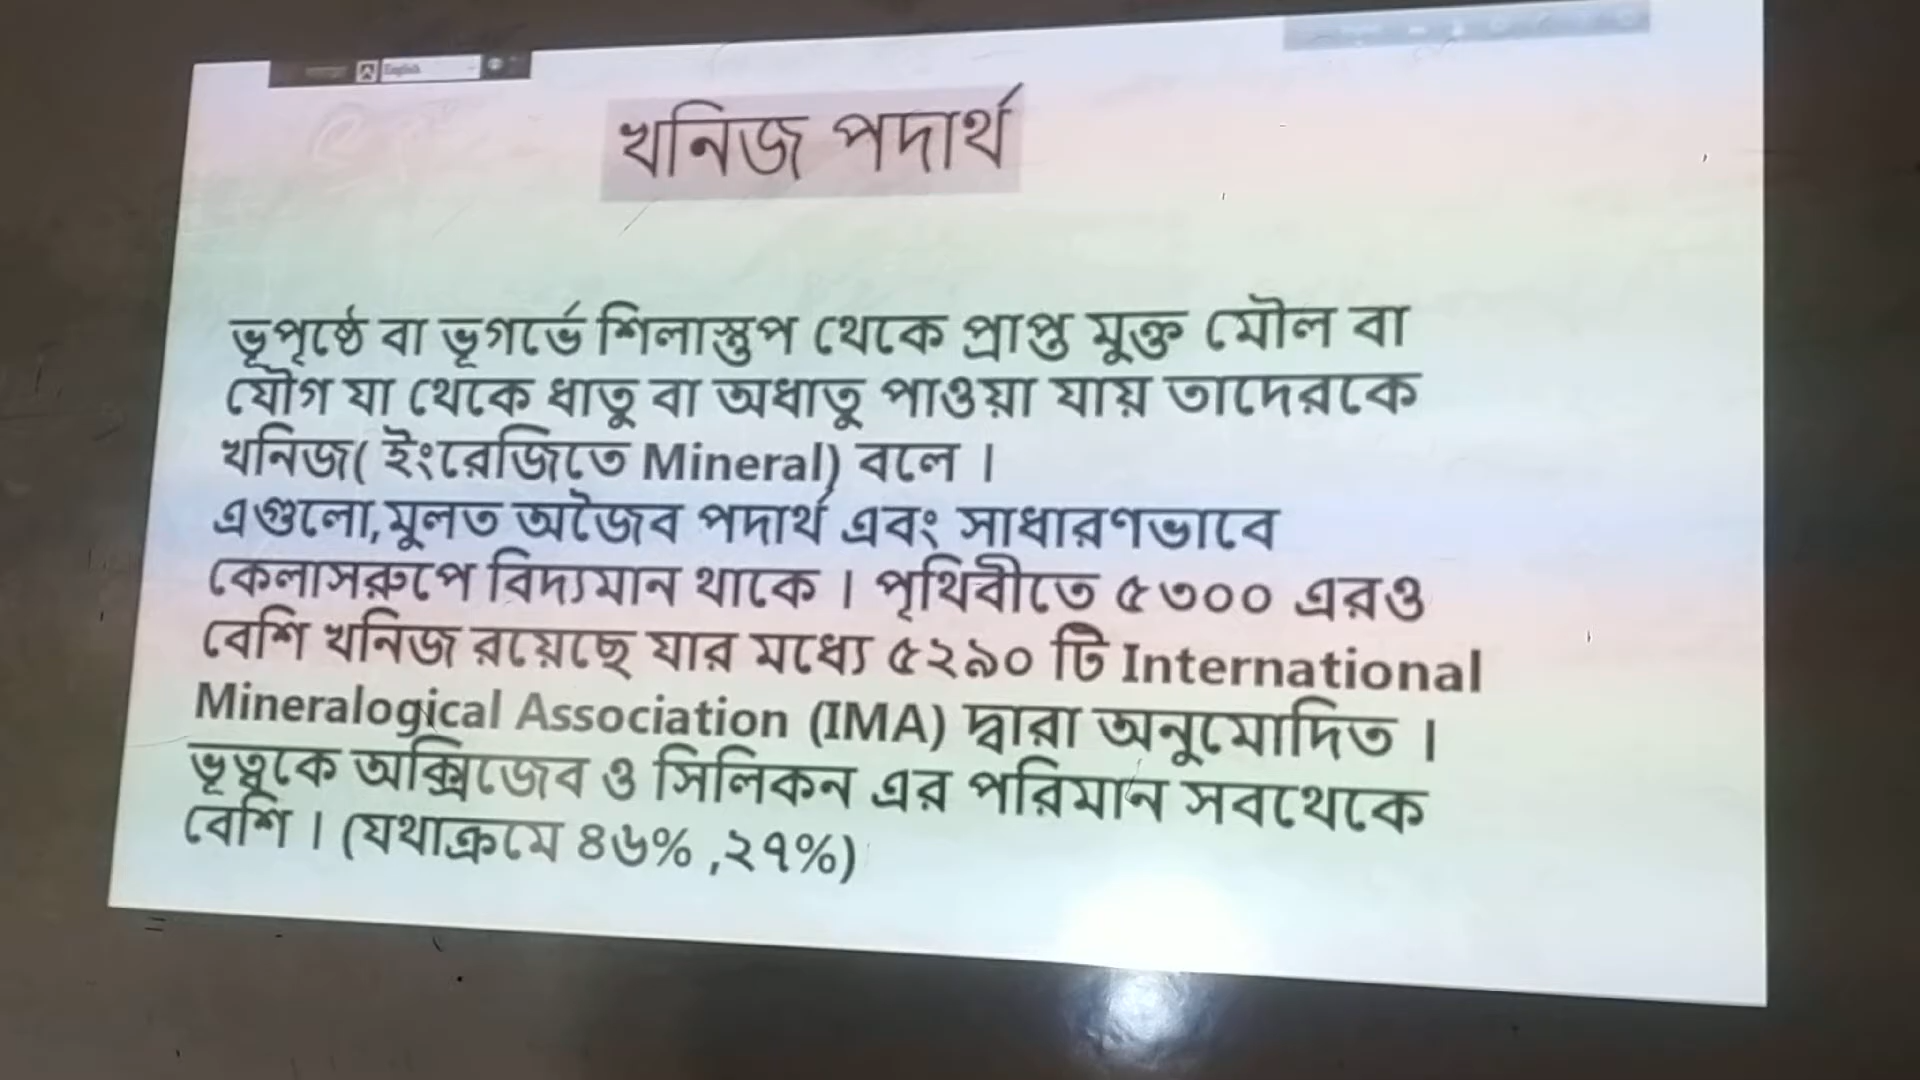 English
খনিজ পদার্থ
ভূপৃষ্ঠে বা ভূগর্ভে শিলাস্তুপ থেকে প্রাপ্ত মুক্ত মৌল বা
যৌগ যা থেকে ধাতু বা অধাতু পাওয়া যায় তাদেরকে
খনিজ( ইংরেজিতে Mineral) বলে ।
এগুলো,মুলত অজৈব পদার্থ এবং সাধারণভাবে
কেলাসরুপে বিদ্যমান থাকে । পৃথিবীতে ৫৩০০ এরও
বেশি খনিজ রয়েছে যার মধ্যে ৫২৯০ টি International
Mineralogical Association (IMA) দ্বারা অনুমোদিত ।
ভূত্বকে অক্সিজেব ও সিলিকন এর পরিমান সবথেকে
বেশি । (যথাক্রমে ৪৬% ,২৭%)